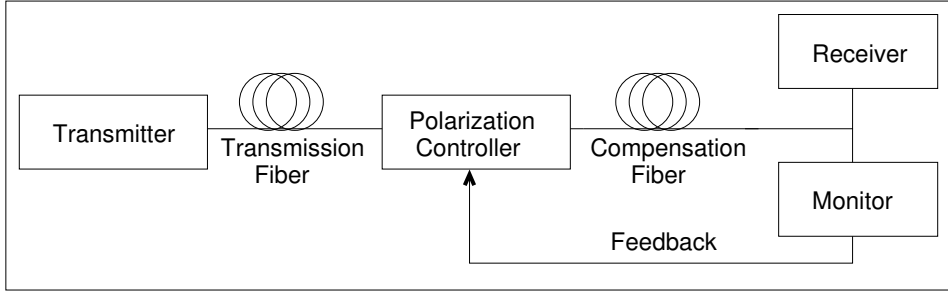 Transmitter
Transmission
Fiber
Polarization
Controller
Compensation
Fiber
Receiver
Monitor
Feedback